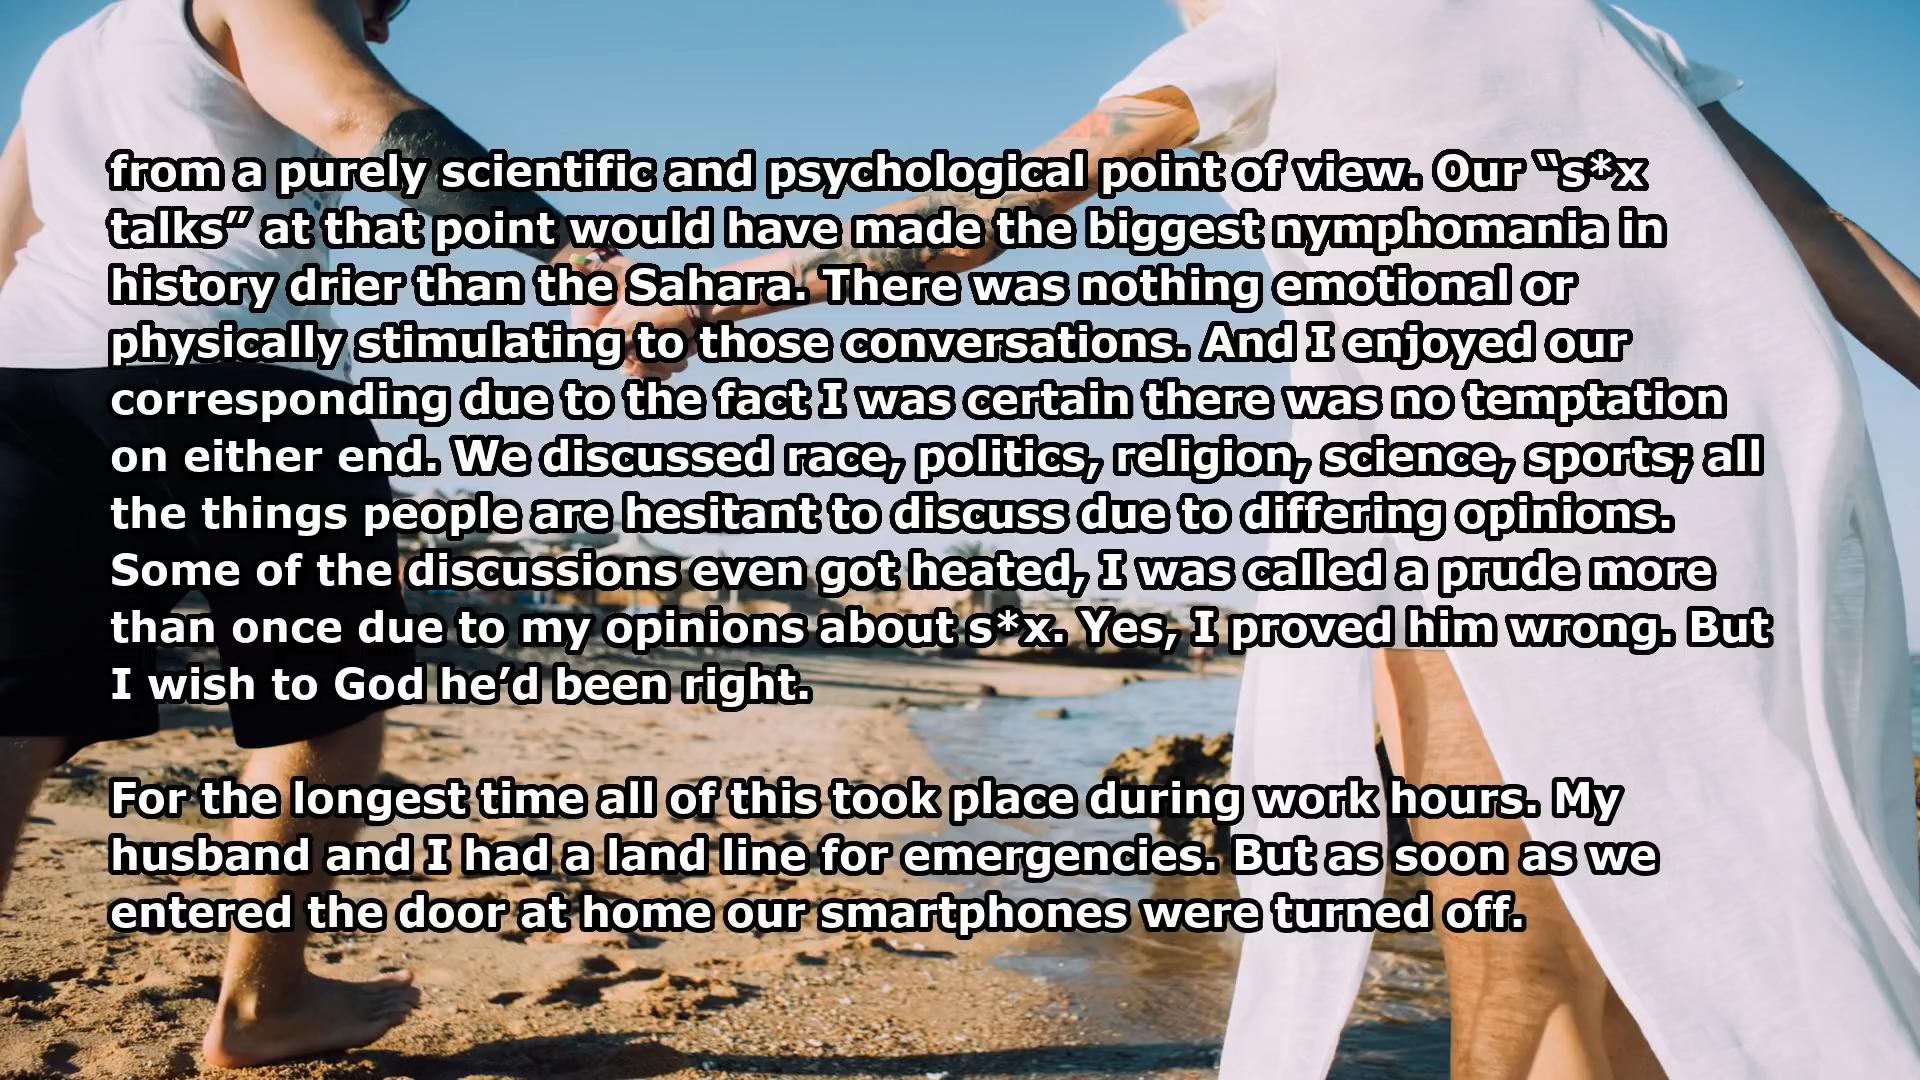 from a purely scientific and psychological point of view. Our “s*x
talks” at that point would have made the biggest nymphomania in
history drier than the Sahara. There was nothing emotional or
physically stimulating to those conversations. And I enjoyed our
corresponding due to the fact I was certain there was no temptation
on either end. We discussed race, politics, religion, science, sports; all
the things people are hesitant to discuss due to differing opinions.
Some of the discussions even got heated, I was called a prude more
than once due to my opinions about s*x. Yes, I proved him wrong. But
I wish to God he’d been right.
For the longest time all of this took place during work hours. My
husband and I had a land line for emergencies. But as soon as we
entered the door at home our smartphones were turned off.